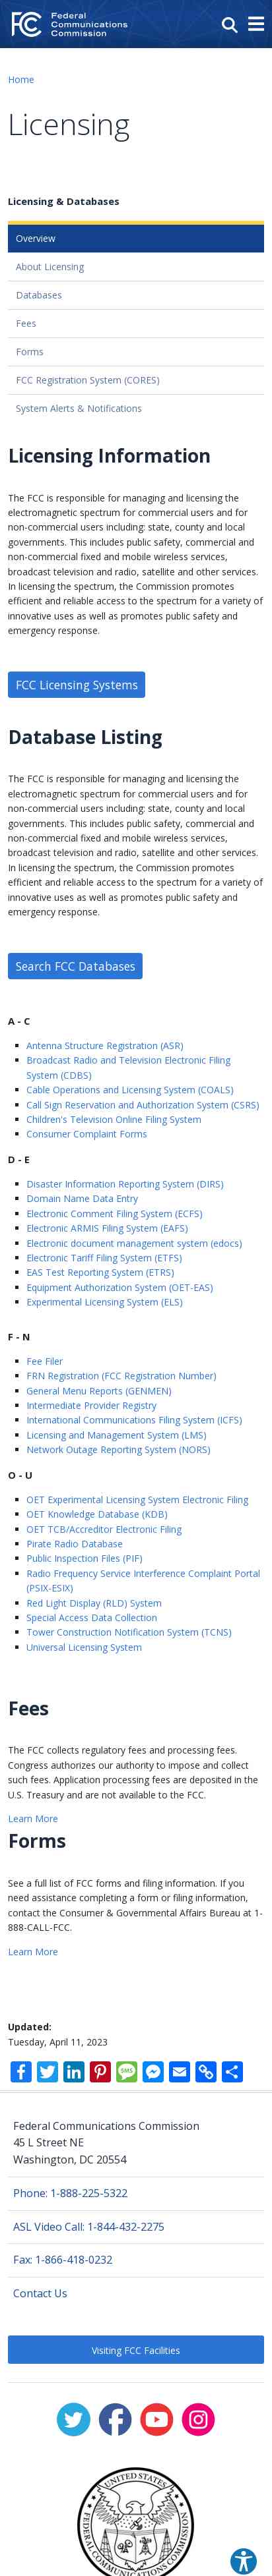 FC Federal
Communications
Commission
Home
Licensing
Licensing & Databases
Overview
About Licensing
Databases
Fees
Forms
FCC Registration System (CORES)
System Alerts & Notifications
Licensing Information
The FCC is responsible for managing and licensing the
electromagnetic spectrum for commercial users and for
non-commercial users including: state, county and local
governments. This includes public safety, commercial and
non-commercial fixed and mobile wireless services,
broadcast television and radio, satellite and other services.
In licensing the spectrum, the Commission promotes
efficient and reliable access to the spectrum for a variety of
innovative uses as well as promotes public safety and
emergency response.
FCC Licensing Systems
Database Listing
The FCC is responsible for managing and licensing the
electromagnetic spectrum for commercial users and for
non-commercial users including: state, county and local
governments. This includes public safety, commercial and
non-commercial fixed and mobile wireless services,
broadcast television and radio, satellite and other services.
In licensing the spectrum, the Commission promotes
efficient and reliable access to the spectrum for a variety of
innovative uses as well as promotes public safety and
emergency response.
Search FCC Databases
A - C
Antenna Structure Registration (ASR)
Broadcast Radio and Television Electronic Filing
System (CDBS)
Cable Operations and Licensing System (COALS)
Call Sign Reservation and Authorization System (CSRS)
Children's Television Online Filing System
Consumer Complaint Forms
D - E
Disaster Information Reporting System (DIRS)
Domain Name Data Entry
Electronic Comment Filing System (ECFS)
Electronic ARMIS Filing System (EAFS)
Electronic document management system (edocs)
Electronic Tariff Filing System (ETFS)
EAS Test Reporting System (ETRS)
Equipment Authorization System (OET-EAS)
Experimental Licensing System (ELS)
F - N
Fee Filer
FRN Registration (FCC Registration Number)
General Menu Reports (GENMEN)
Intermediate Provider Registry
International Communications Filing System (ICFS)
Licensing and Management System (LMS)
Network Outage Reporting System (NORS)
O - U
OET Experimental Licensing System Electronic Filing
OET Knowledge Database (KDB)
OET TCB/Accreditor Electronic Filing
Pirate Radio Database
Public Inspection Files (PIF)
Radio Frequency Service Interference Complaint Portal
(PSIX-ESIX)
Red Light Display (RLD) System
Special Access Data Collection
Tower Construction Notification System (TCNS)
Universal Licensing System
Fees
The FCC collects regulatory fees and processing fees.
Congress authorizes our authority to impose and collect
such fees. Application processing fees are deposited in the
U.S. Treasury and are not available to the FCC.
Learn More
Forms
See a full list of FCC forms and filing information. If you
need assistance completing a form or filing information,
contact the Consumer & Governmental Affairs Bureau at 1-
888-CALL-FCC.
Learn More
Updated:
Tuesday, April 11, 2023
SMS
Federal Communications Commission
45 L Street NE
Washington, DC 20554
Phone: 1-888-225-5322
ASL Video Call: 1-844-432-2275
Fax: 1-866-418-0232
Contact Us
Visiting FCC Facilities
FEDERAL COMMUNICATIONS COMMISSION